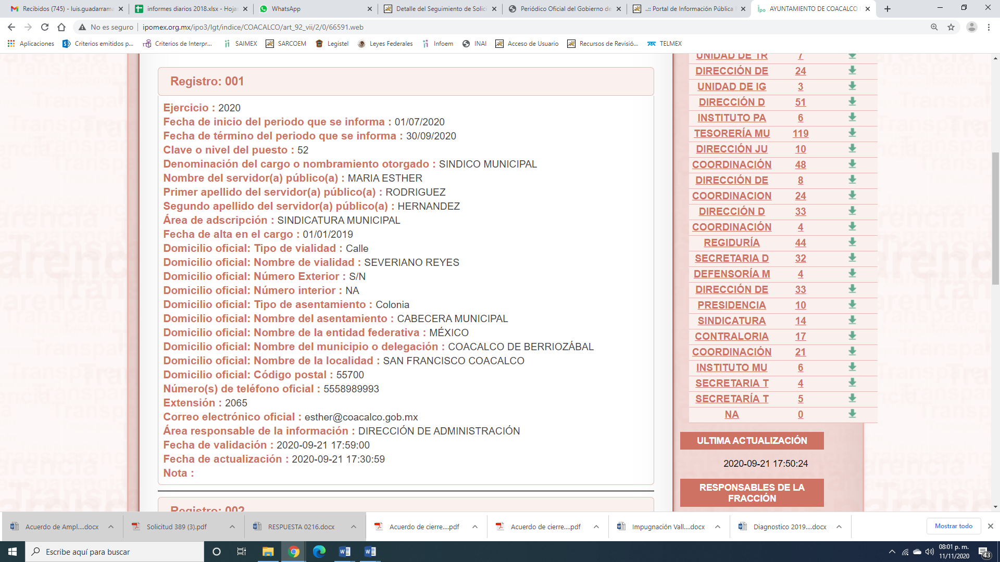 Recibidos (745) - luis.guadarrama
informes diarios 2018.xlsx - Hojas
WhatsApp
Detalle del Seguimiento de Solici
Periódico Oficial del Gobierno de
..:: Portal de Información Pública
AYUNTAMIENTO DE COACALCO
No es seguro
ipomex.org.mx/ipo3/lgt/indice/COACALCO/art_92_vii/2/0/66591.web
Aplicaciones
Criterios emitidos p...
Criterios de Interpr...
SAIMEX
SARCOEM
Legistel
Leyes Federales
Infoem
INAI
Acceso de Usuario
Recursos de Revisió...
TELMEX
Registro: 001
Ejercicio : 2020
Fecha de inicio del periodo que se informa : 01/07/2020
Fecha de término del periodo que se informa : 30/09/2020
Clave o nivel del puesto : 52
Denominación del cargo o nombramiento otorgado : SINDICO MUNICIPAL
Nombre del servidor(a) público(a) : MARIA ESTHER
Primer apellido del servidor(a) público(a) : RODRIGUEZ
Segundo apellido del servidor(a) público(a) : HERNANDEZ
Área de adscripción : SINDICATURA MUNICIPAL
Fecha de alta en el cargo : 01/01/2019
Domicilio oficial: Tipo de vialidad : Calle
Domicilio oficial: Nombre de vialidad : SEVERIANO REYES
Domicilio oficial: Número Exterior : S/N
Domicilio oficial: Número interior : NA
Domicilio oficial: Tipo de asentamiento : Colonia
Domicilio oficial: Nombre del asentamiento : CABECERA MUNICIPAL
Domicilio oficial: Nombre de la entidad federativa : MÉXICO
Domicilio oficial: Nombre del municipio o delegación : COACALCO DE BERRIOZÁBAL
Domicilio oficial: Nombre de la localidad : SAN FRANCISCO COACALCO
Domicilio oficial: Código postal : 55700
Número(s) de teléfono oficial : 5558989993
Extensión : 2065
Correo electrónico oficial : esther@coacalco.gob.mx
Área responsable de la información : DIRECCIÓN DE ADMINISTRACIÓN
Fecha de validación : 2020-09-21 17:59:00
Fecha de actualización : 2020-09-21 17:30:59
Nota :
Registro: 002
UNIDAD DE TR 7
DIRECCIÓN DE 24
UNIDAD DE IG 3
DIRECCIÓN D 51
INSTITUTO PA 6
TESORERÍA MU 119
DIRECCIÓN JU 10
COORDINACIÓN 48
DIRECCIÓN DE 8
COORDINACION 24
DIRECCIÓN D 33
COORDINACIÓN 4
REGIDURÍA 44
SECRETARIA D 32
DEFENSORÍA M 4
DIRECCIÓN DE 33
PRESIDENCIA 10
SINDICATURA 14
CONTRALORIA 17
COORDINACIÓN 21
INSTITUTO MU 6
SECRETARIA T 4
SECRETARÍA T 5
NA 0
ULTIMA ACTUALIZACIÓN
2020-09-21 17:50:24
RESPONSABLES DE LA
FRACCIÓN
Acuerdo de Ampl....docx
Solicitud 389 (3).pdf
RESPUESTA 0216.docx
Acuerdo de cierre....pdf
Acuerdo de cierre....pdf
Impugnación Vall....docx
Diagnostico 2019....docx
Mostrar todo
Escribe aquí para buscar
08:01 p. m.
11/11/2020
43